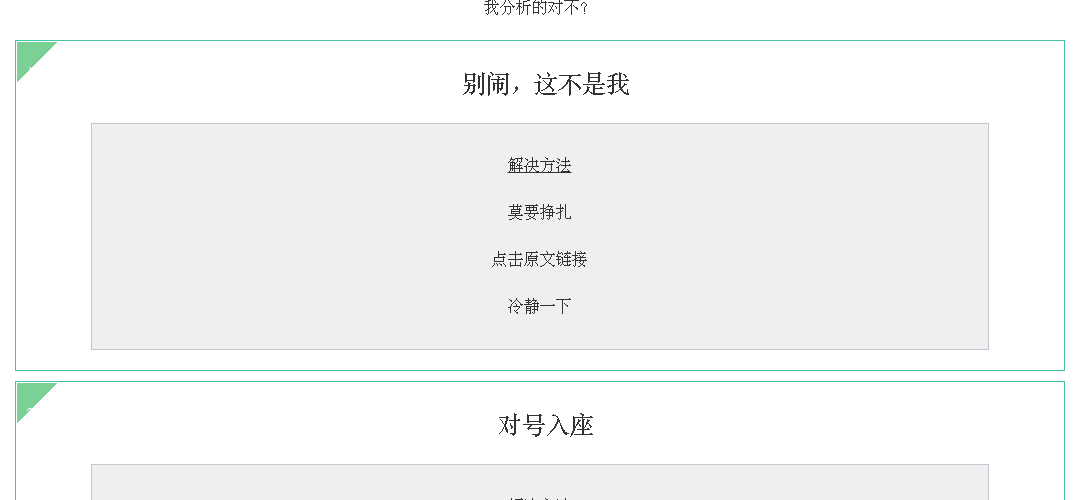 我分析的对不?
别闹，这不是我
解决方法
莫要挣扎
点击原文链接
冷静一下
对号入座